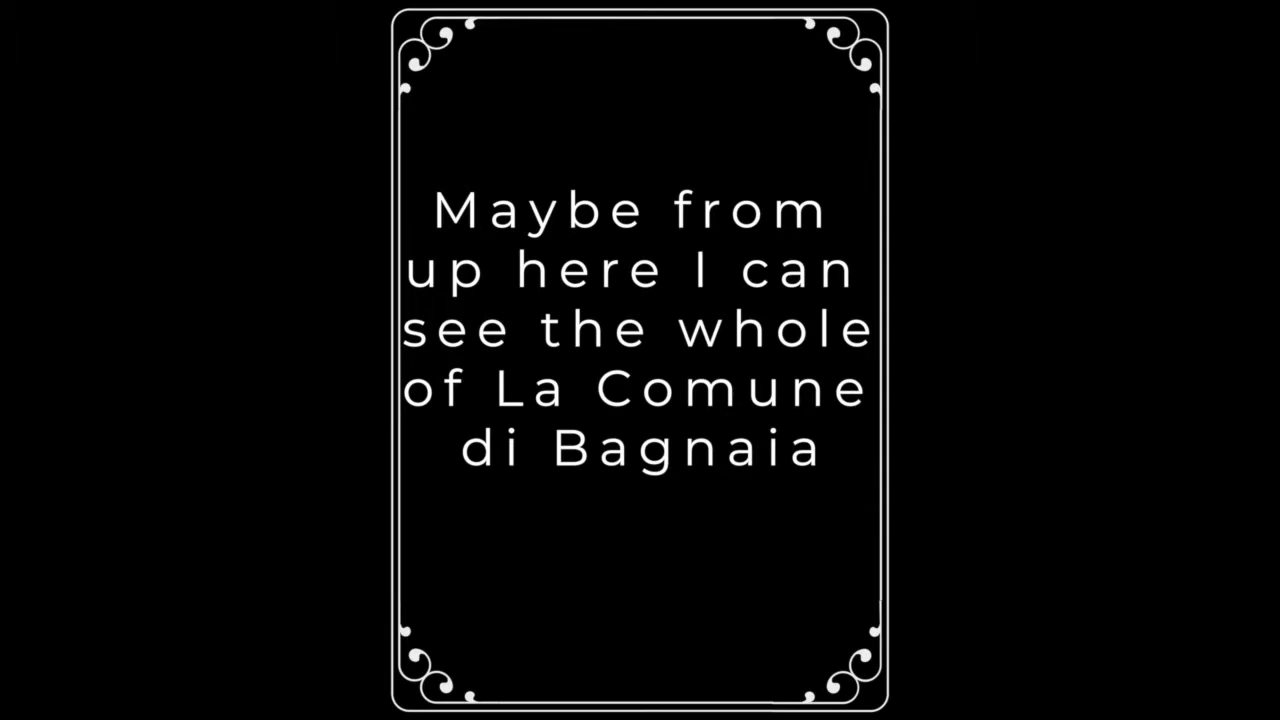 Maybe from
up here I can
see the whole
of La Comune
di Bagnaia